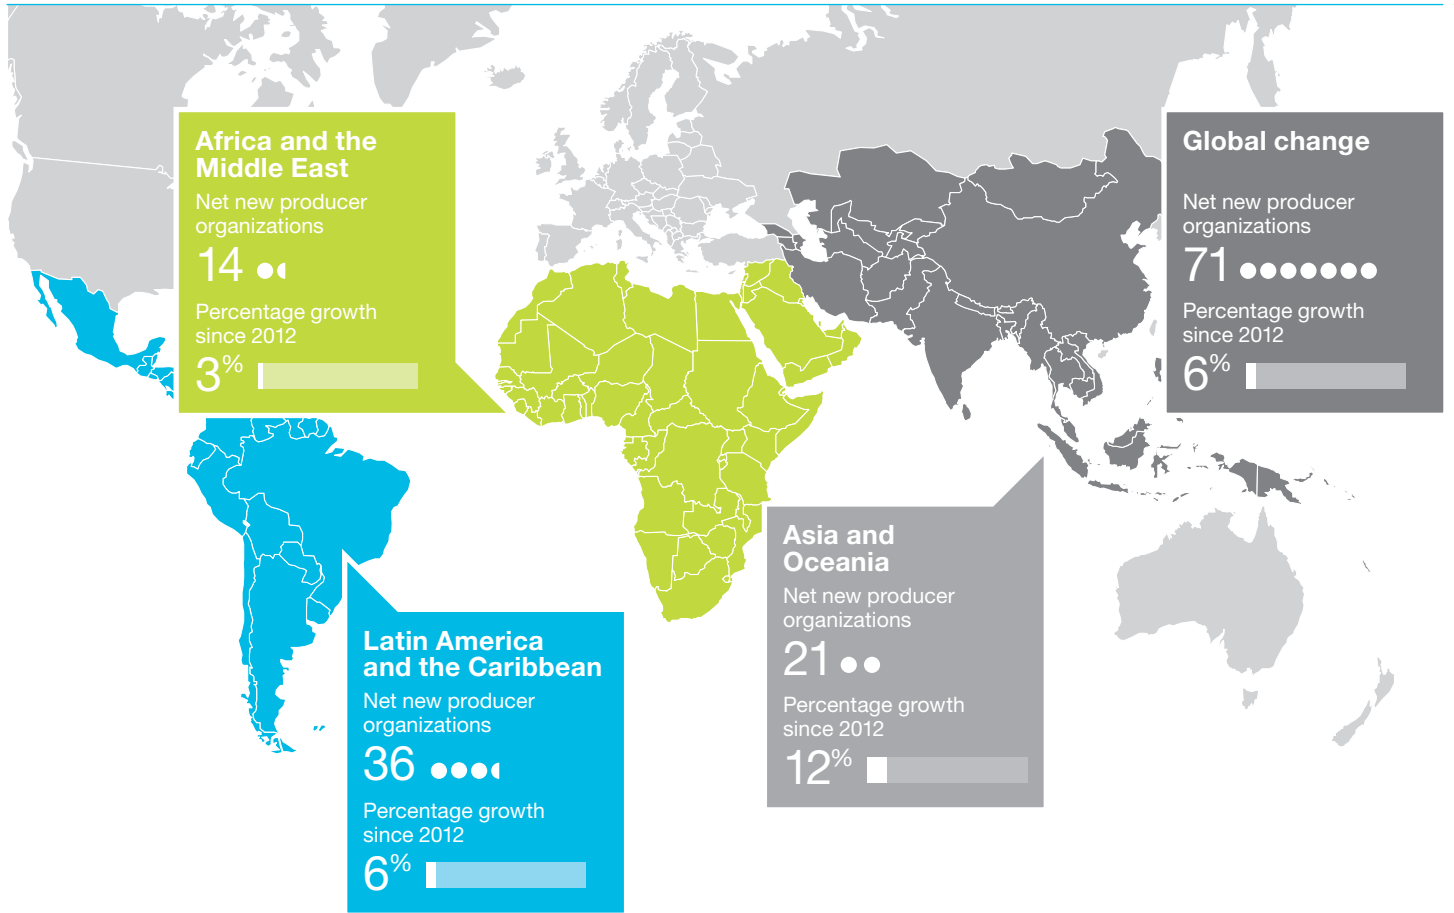 Africa and the
Middle East
Net new producer
organizations
14
Percentage growth
since 2012
3%
Global change
Net new producer
organizations
71
Percentage growth
since 2012
6%
Asia and
Oceania
Net new producer
organizations
21
Percentage growth
since 2012
12%
Latin America
and the Caribbean
Net new producer
organizations
36
Percentage growth
since 2012
6%